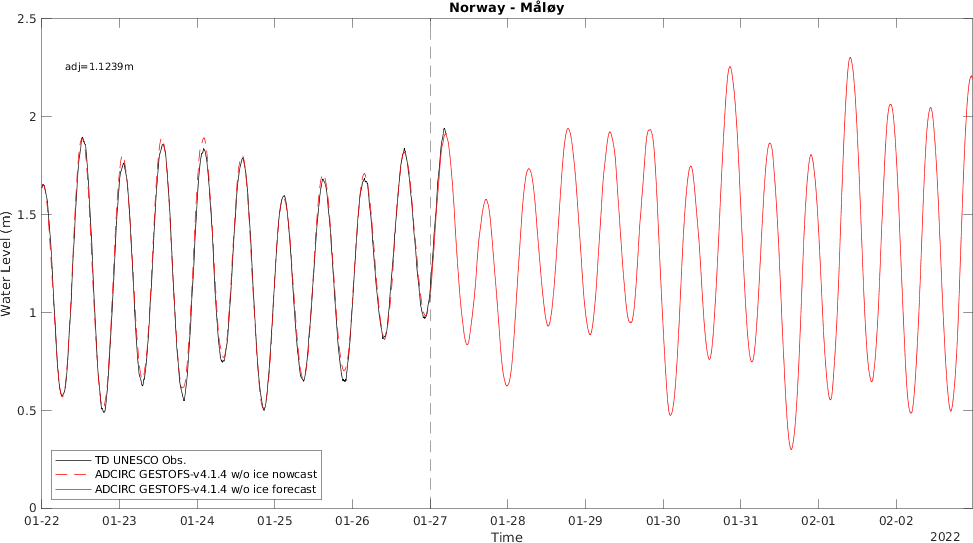 Norway - Måløy
2.5
adj=1.1239m
2
1.5
Water Level (m)
1
0.5
TD UNESCO Obs.
ADCIRC GESTOFS-v4.1.4 w/o ice nowcast
ADCIRC GESTOFS-v4.1.4 w/o ice forecast
0
01-22 01-23 01-24 01-25 01-26 01-27 01-28 01-29 01-30 01-31 02-01 02-02
Time
2022